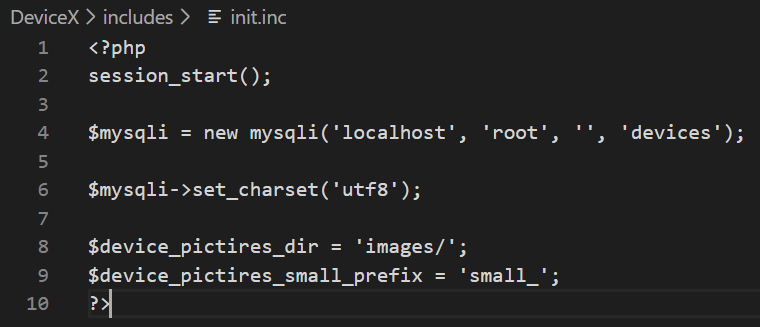 DeviceX > includes > init.inc
1 <?php
2 session_start();
3
4 $mysqli = new mysqli('localhost', 'root', '', 'devices');
5
6 $mysqli->set_charset('utf8');
7
8 $device_pictires_dir = 'images/';
9 $device_pictires_small_prefix = 'small_';
10 ?>